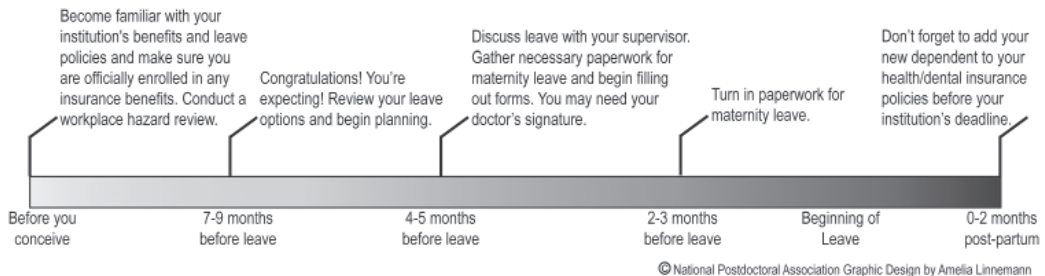 Become familiar with your
institution's benefits and leave
policies and make sure you
are officially enrolled in any
insurance benefits. Conduct a
workplace hazard review.
Congratulations! You're
expecting! Review your leave
options and begin planning.
Discuss leave with your supervisor.
Gather necessary paperwork for
maternity leave and begin filling
out forms. You may need your
doctor's signature.
Turn in paperwork for
maternity leave.
Don't forget to add your
new dependent to your
health/dental insurance
policies before your
institution's deadline.
Before you
conceive
7-9 months
before leave
4-5 months
before leave
2-3 months
before leave
Beginning of
Leave
0-2 months
post-partum
© National Postdoctoral Association Graphic Design by Amelia Linnemann